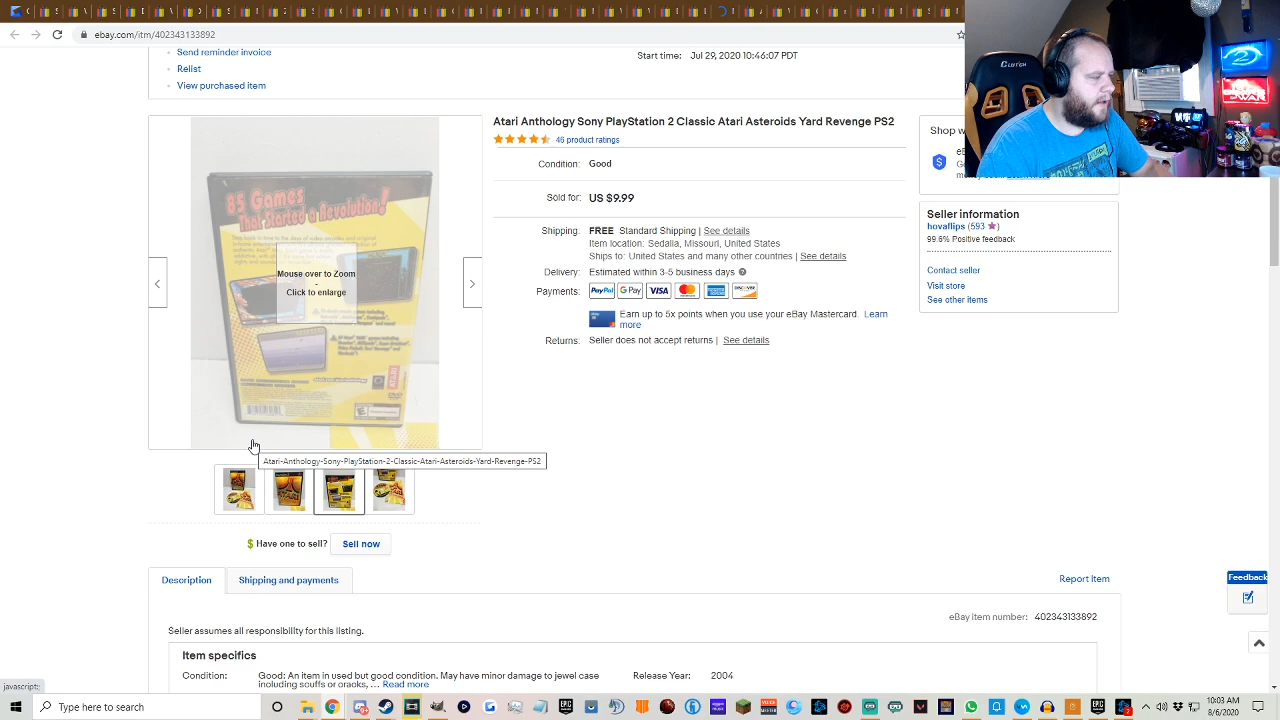 ebay.com/itm/402343133892
Send reminder invoice
Relist
View purchased item
Start time: Jul 29, 2020 10:46:07 PDT
Atari Anthology Sony PlayStation 2 Classic Atari Asteroids Yard Revenge PS2
46 product ratings
Condition: Good
Sold for: US $9.99
Shipping: FREE Standard Shipping | See details
Item location: Sedalia, Missouri, United States
Ships to: United States and many other countries | See details
Delivery: Estimated within 3-5 business days
Payments: PayPal G Pay VISA
Earn up to 5x points when you use your eBay Mastercard. Learn
more
Returns: Seller does not accept returns | See details
Shop w
Seller information
hovaflips (593)
99.6% Positive feedback
Contact seller
Visit store
See other items
CLUTCH
85 Games
that Started a Revolution!
Mouse over to Zoom
-
Click to enlarge
ATARI
Atari-Anthology-Sony-PlayStation-2-Classic-Atari-Asteroids-Yard-Revenge-PS2
Have one to sell? Sell now
Description
Shipping and payments
Report item
Feedback
eBay item number: 402343133892
Seller assumes all responsibility for this listing.
Item specifics
Condition: Good: An item in used but good condition. May have minor damage to jewel case
including scuffs or cracks, ... Read more
Release Year: 2004
javascript:;
Type here to search
10:03 AM
8/6/2020